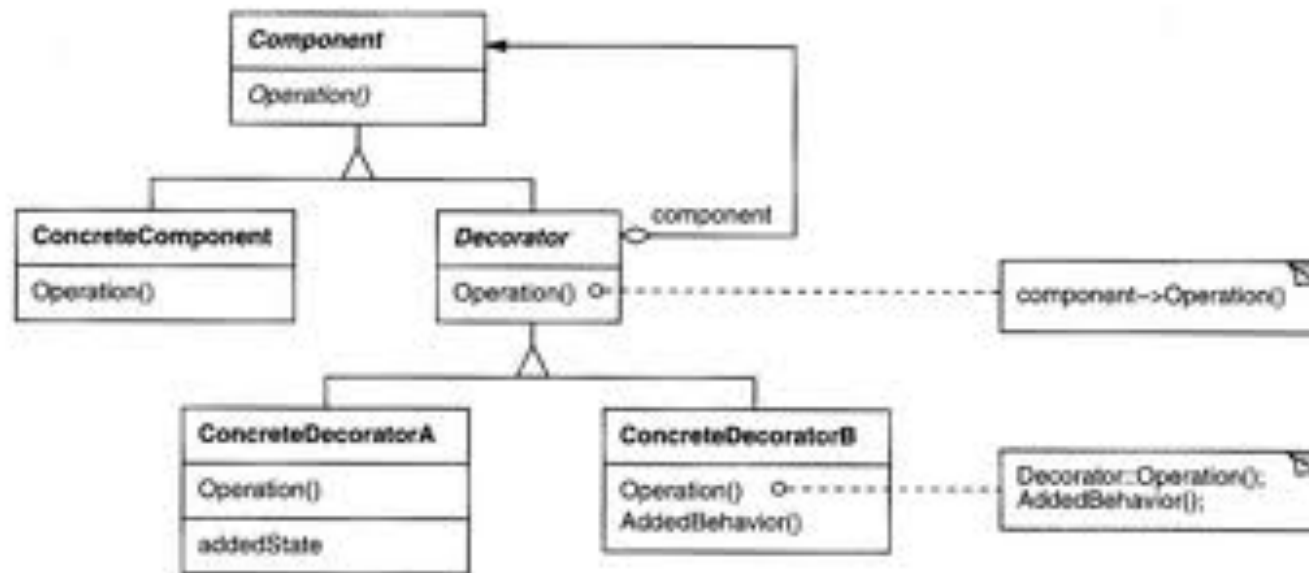 Component
Operation()
ConcreteComponent
Operation()
Decorator
Operation()
component
component->Operation()
ConcreteDecoratorA
Operation()
addedState
ConcreteDecoratorB
Operation()
AddedBehavior()
Decorator::Operation();
AddedBehavior();